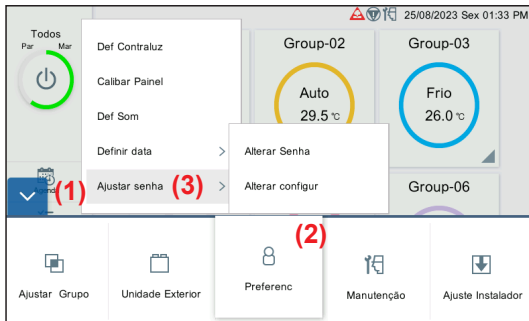 25/08/2023 Sex 01:33 PM
Todos
Par Mar
Def Contraluz
Calibar Painel
Def Som
Definir data >
Ajustar senha (3) >
Group-02
Auto
29.5 °C
Group-03
Frio
26.0 °C
Alterar Senha
Alterar configur
Group-06
(1)
(2)
Ajustar Grupo
Unidade Exterior
Preferenc
Manutenção
Ajuste Instalador